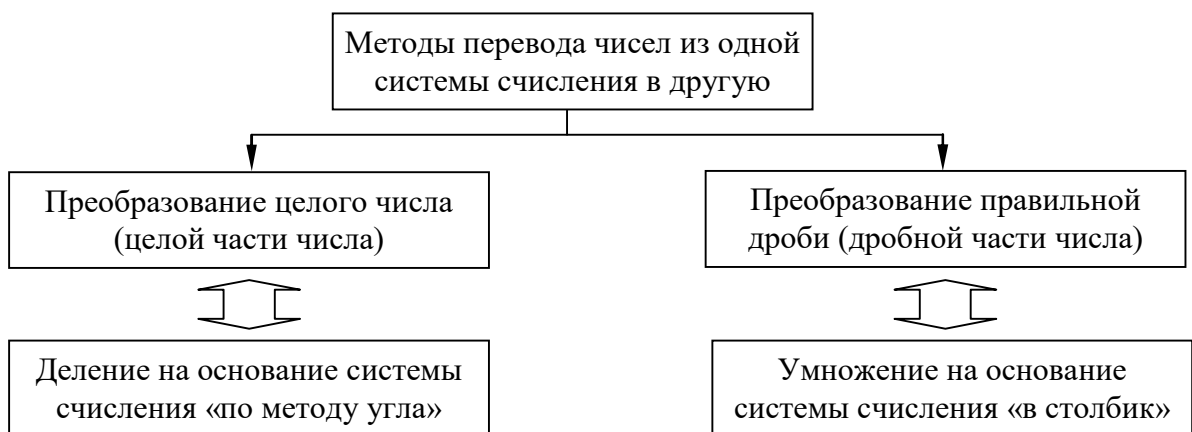 Методы перевода чисел из одной
системы счисления в другую
Преобразование целого числа
(целой части числа)
Преобразование правильной
дроби (дробной части числа)
Деление на основание системы
счисления «по методу угла»
Умножение на основание
системы счисления «в столбик»